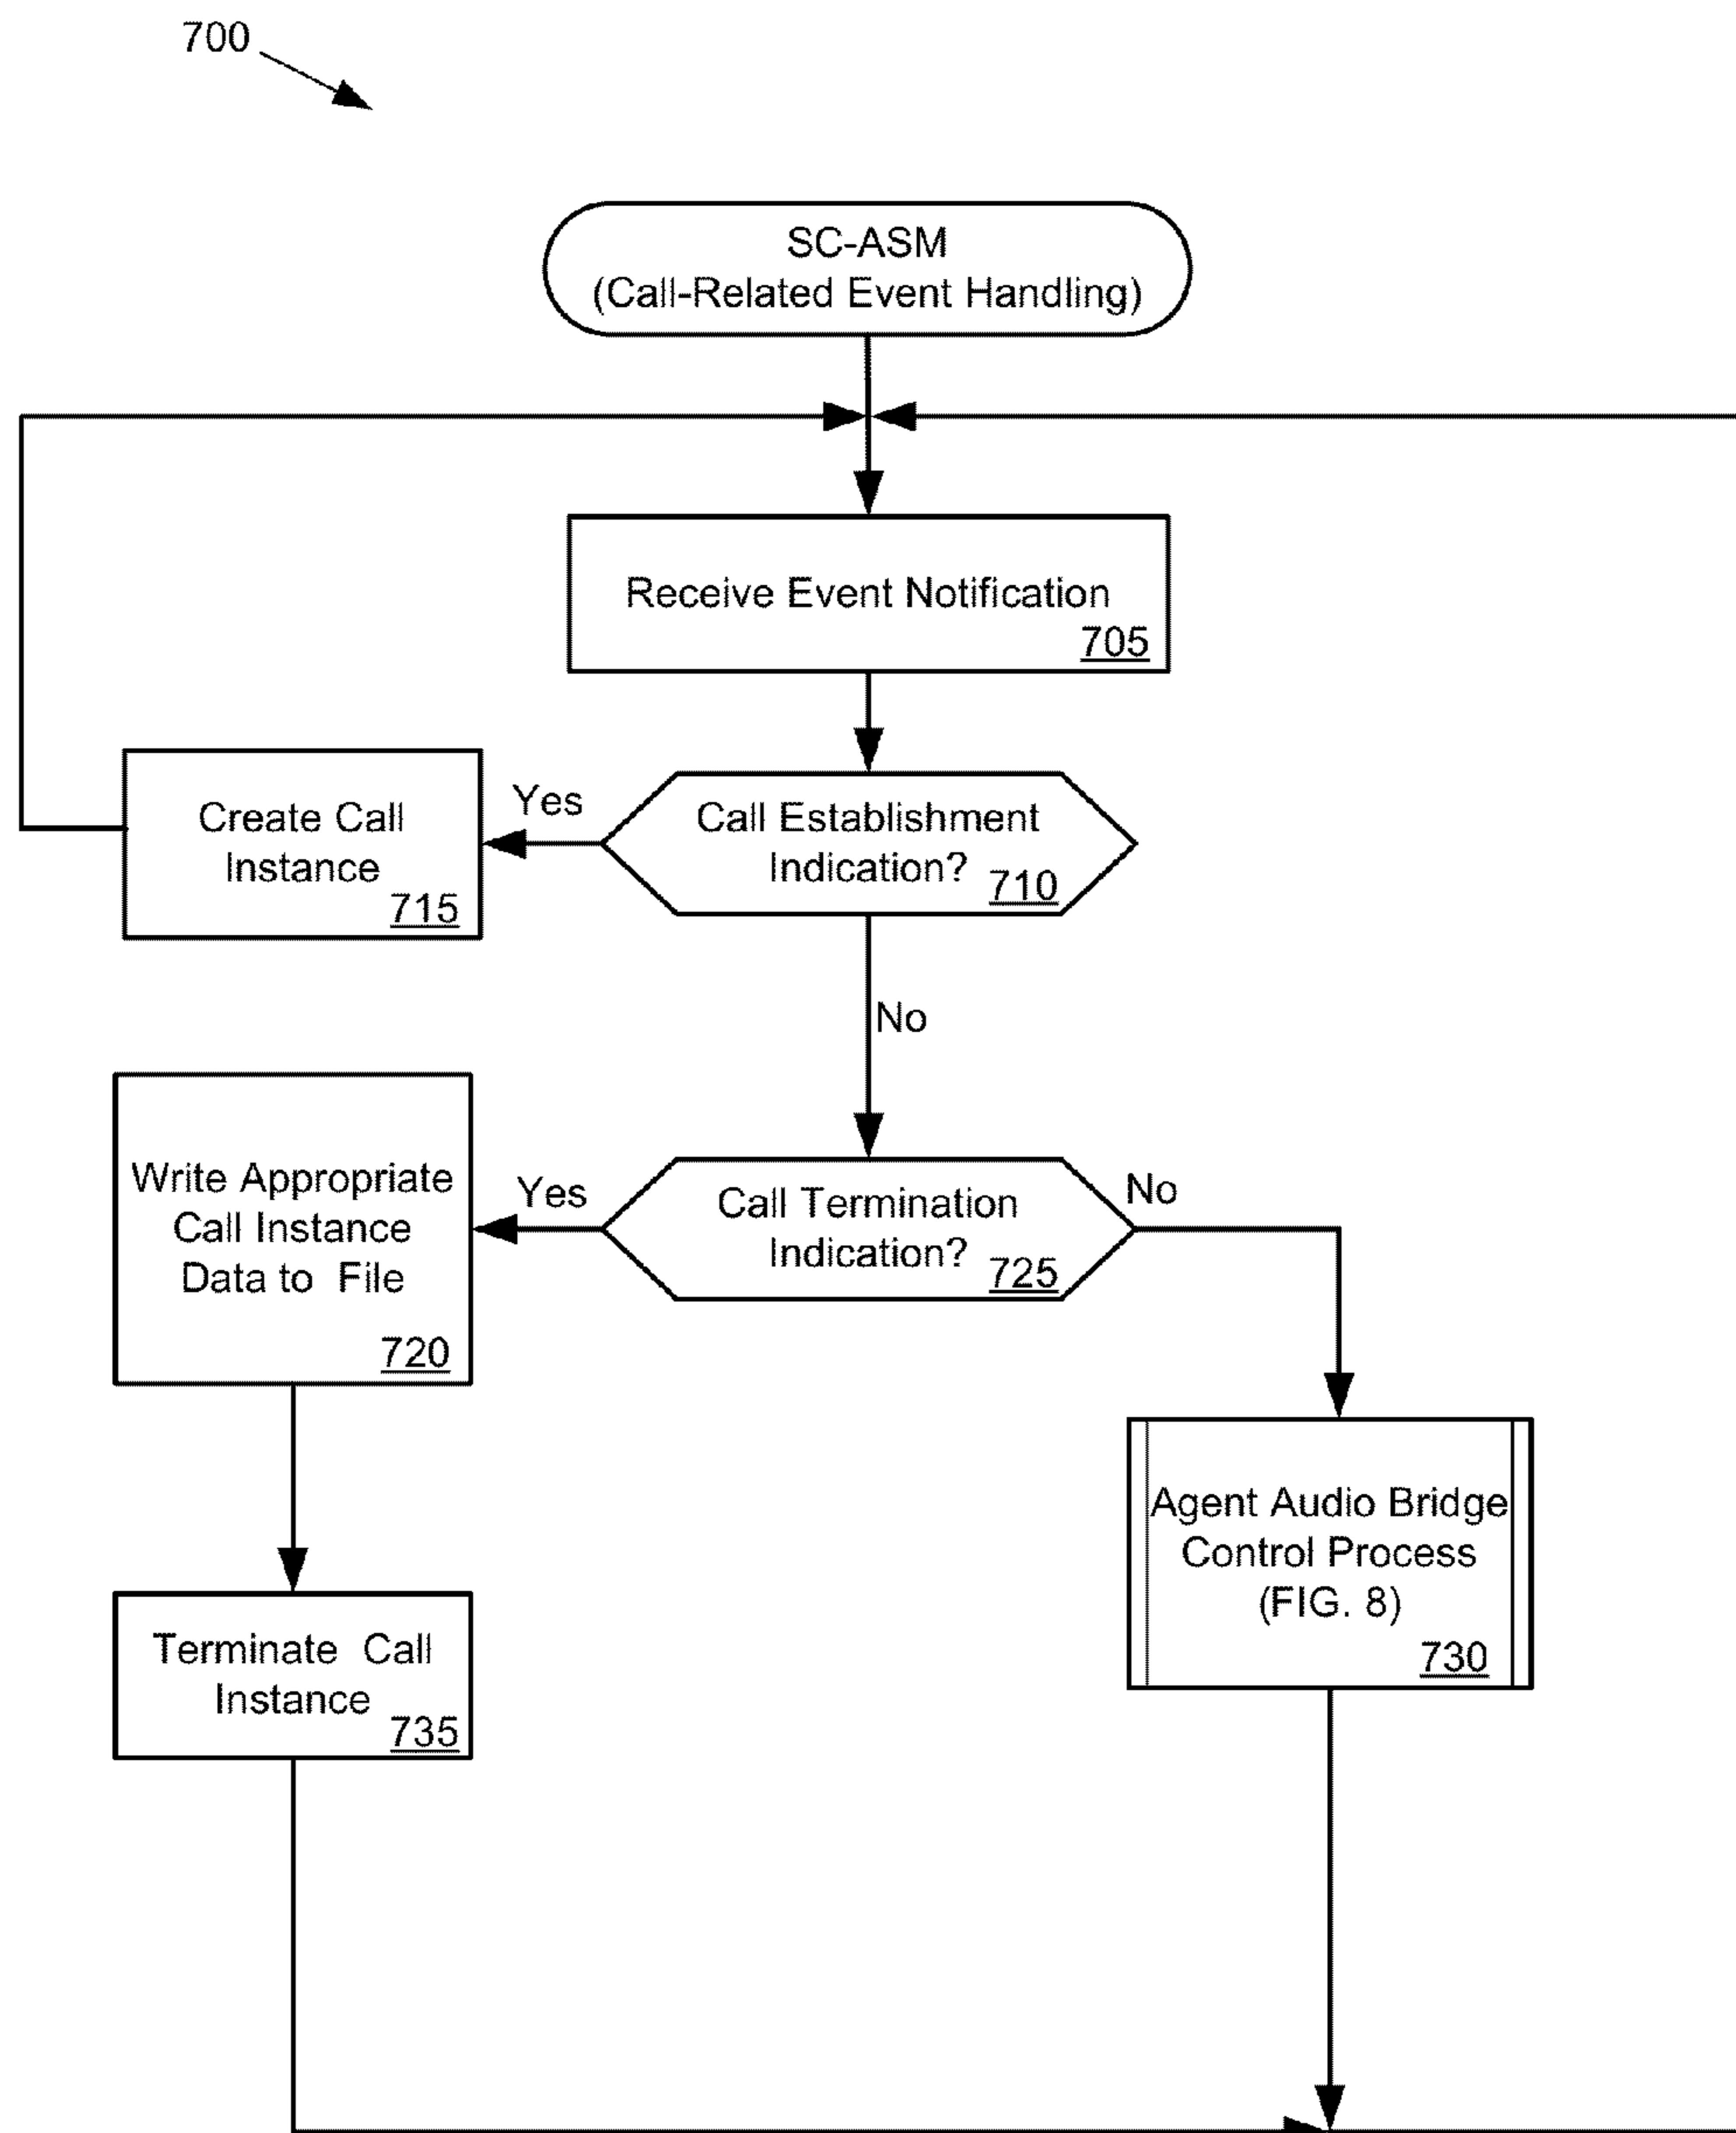 700
SC-ASM
(Call-Related Event Handling)
Receive Event Notification
705
Create Call
Instance
715
Yes
Call Establishment
Indication?
710
No
Write Appropriate
Call Instance
Data to File
720
Yes
Call Termination
Indication?
725
No
Agent Audio Bridge
Control Process
(FIG. 8)
730
Terminate Call
Instance
735